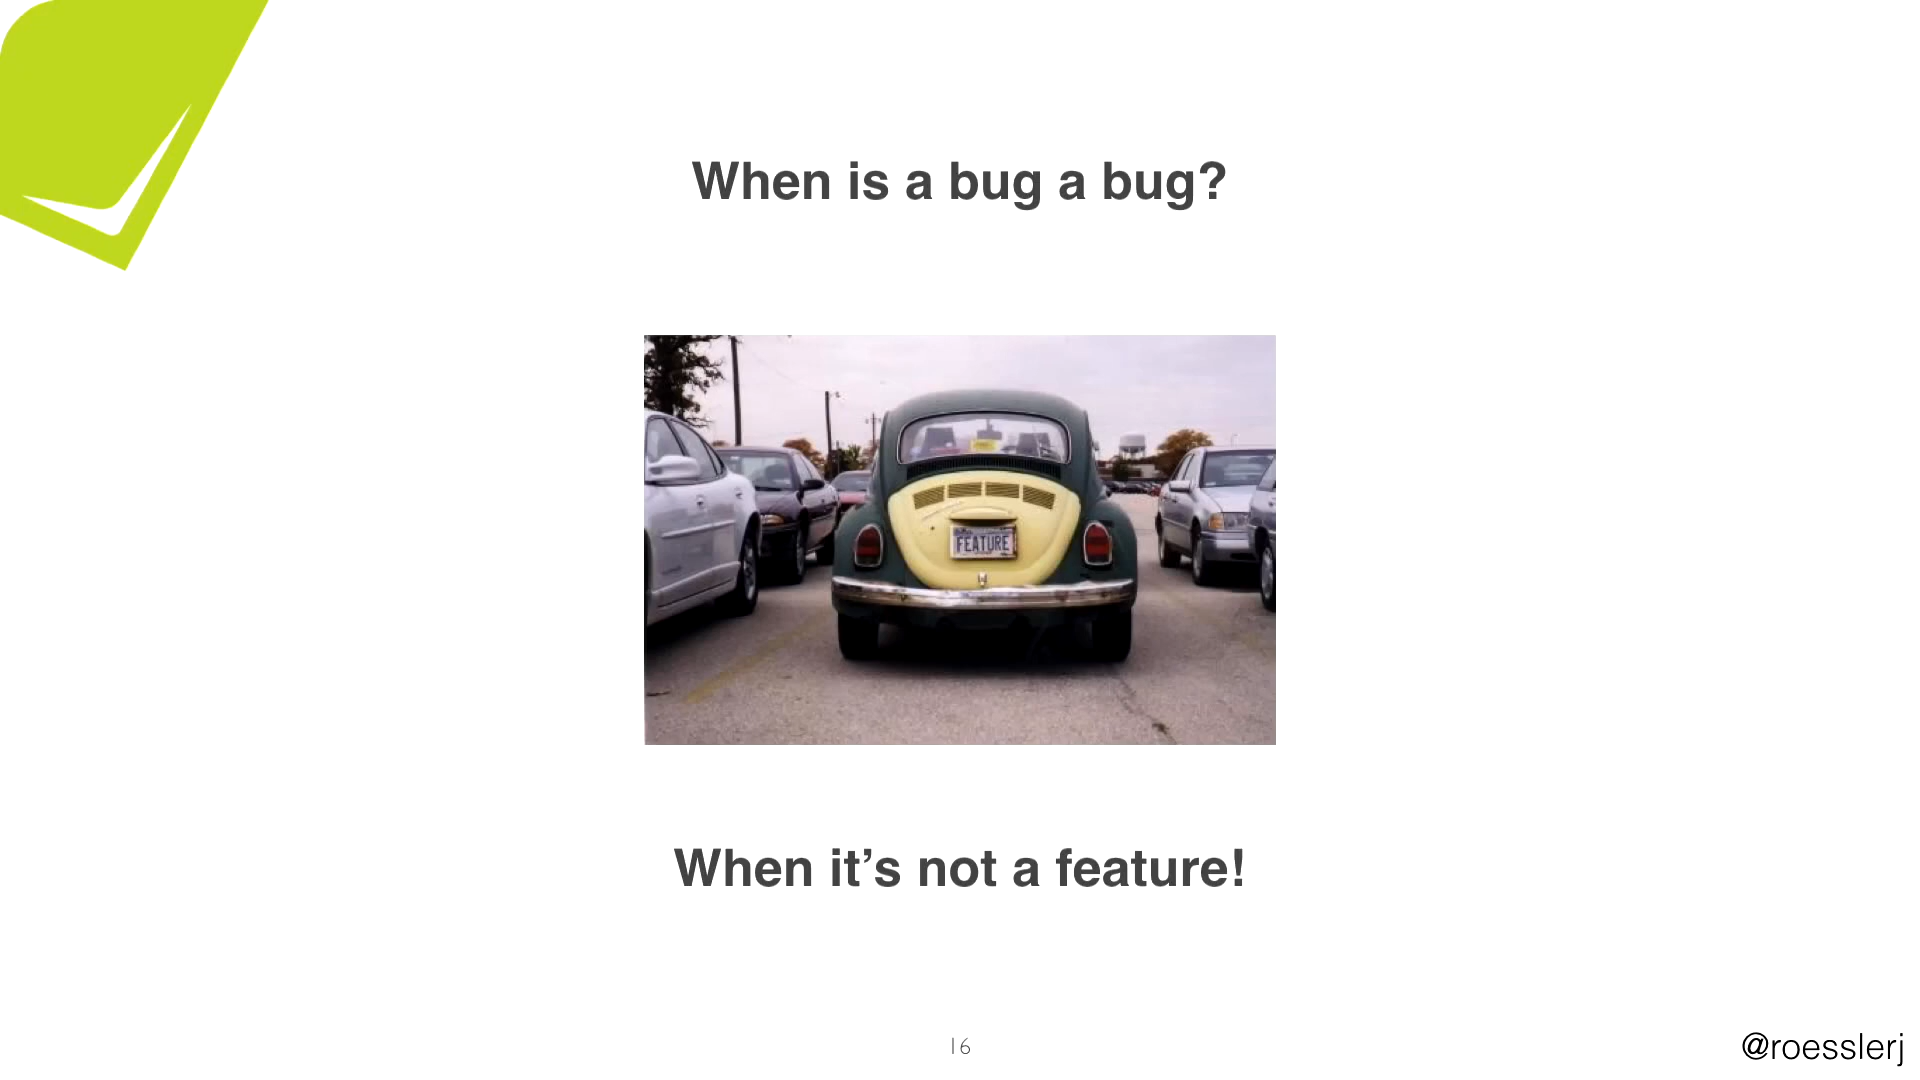 When is a bug a bug?
FEATURE
When it’s not a feature!
16
@roesslerj